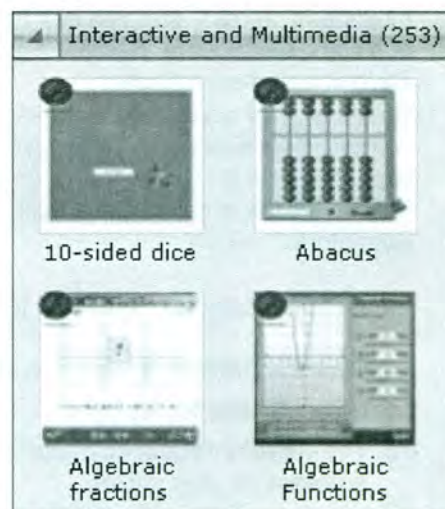 Interactive and Multimedia (253)
10-sided dice
Abacus
Algebraic
fractions
Algebraic
Functions